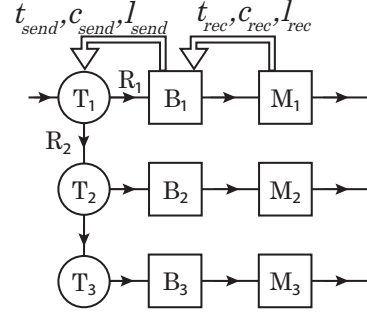 t_send, c_send, l_send
t_rec, c_rec, l_rec
T₁ R₁ B₁ M₁
R₂
T₂ B₂ M₂
T₃ B₃ M₃